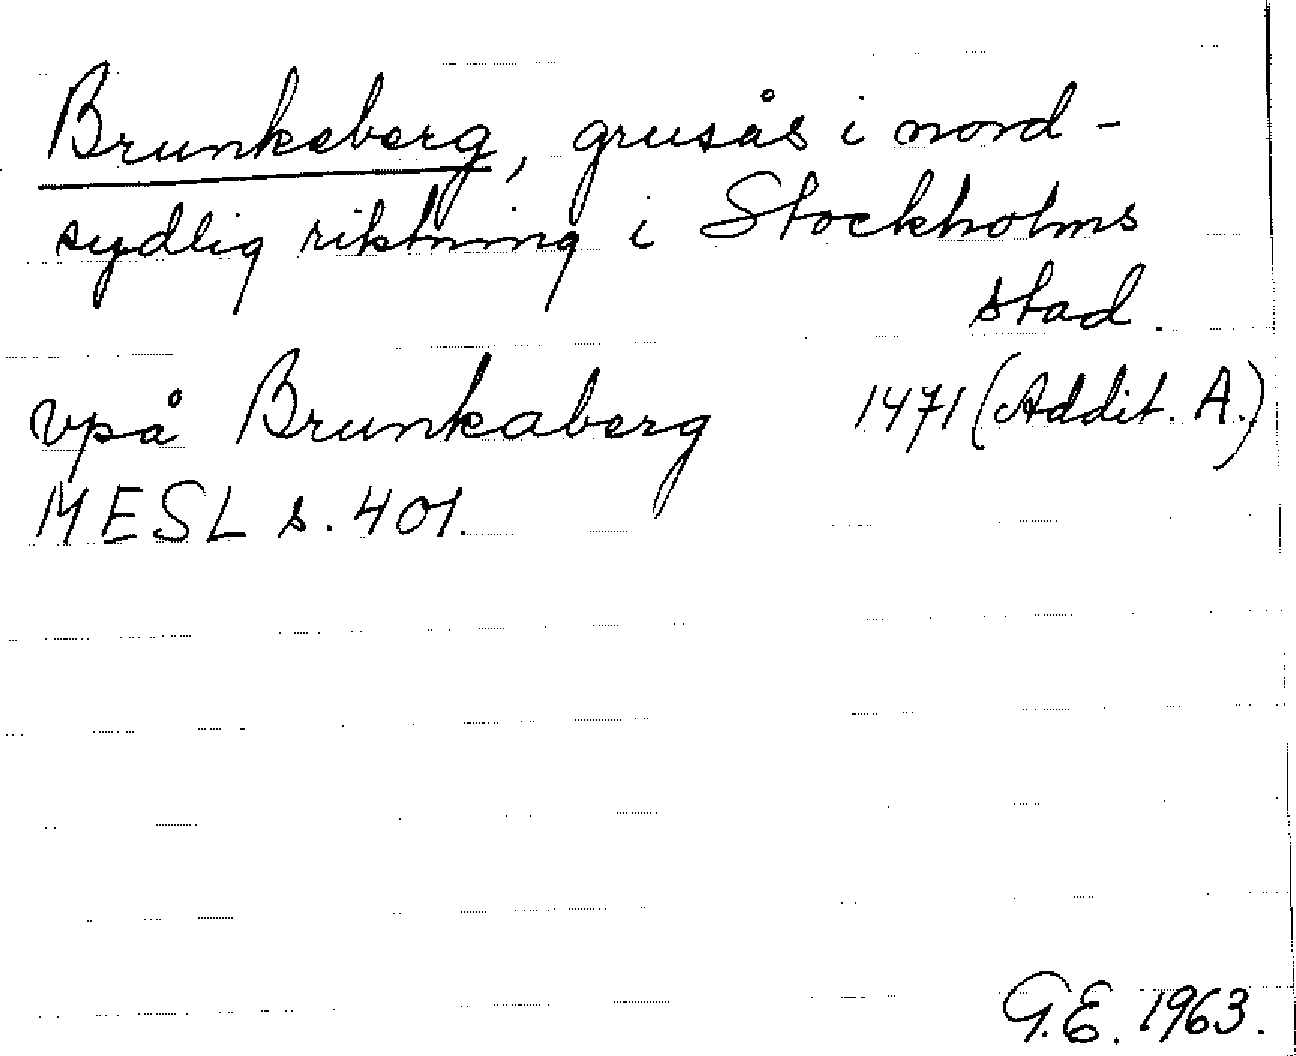 Brunkeberg, grusås i nord-
sydlig riktning i Stockholms
stad.
vpå Brunkaberg 1471 (Addit. A.)
MESL s. 401.
G.E. 1963.